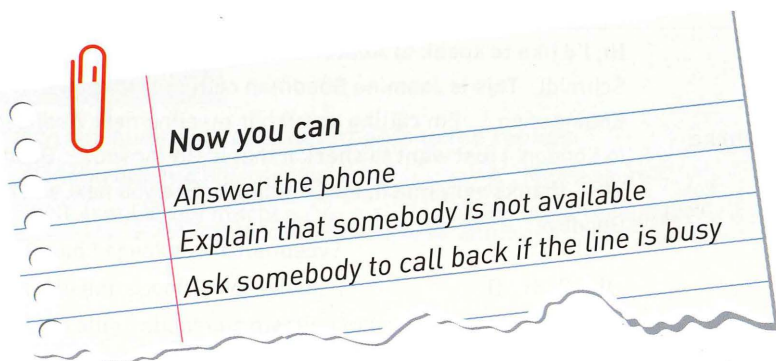 Now you can
Answer the phone
Explain that somebody is not available
Ask somebody to call back if the line is busy